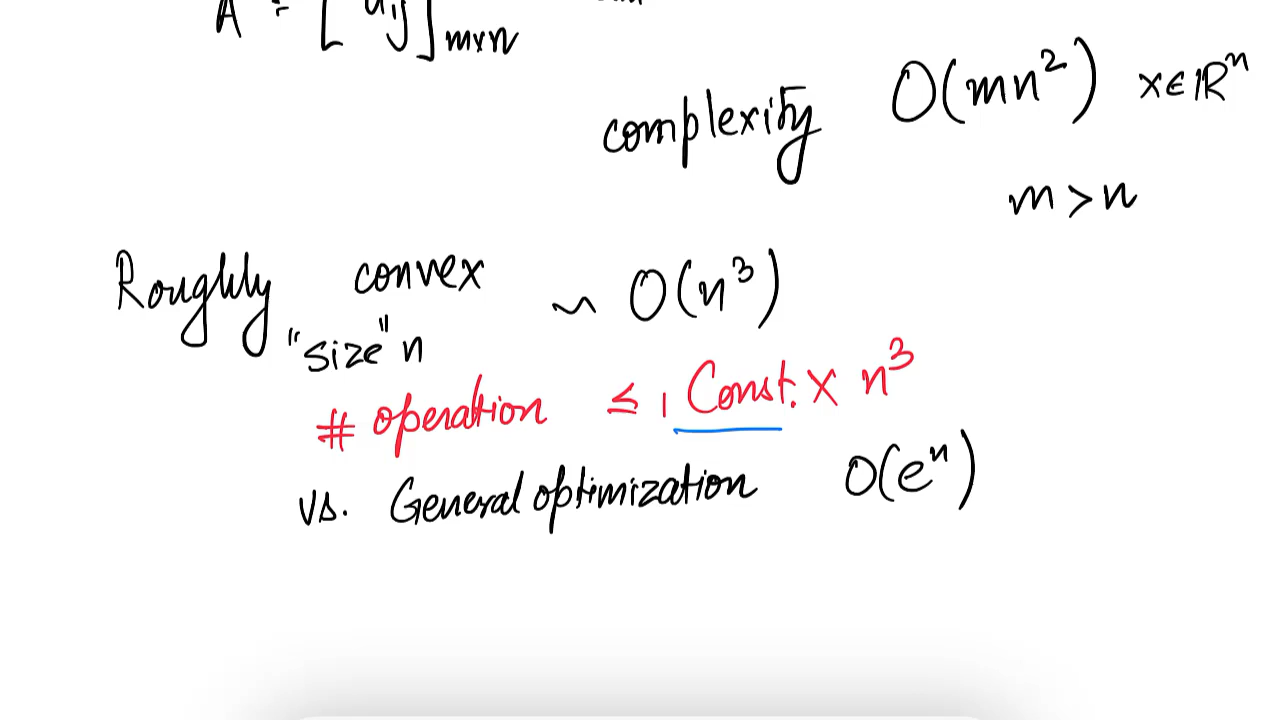 A = [ aij ]m×n
complexity O(mn²) x∈ℝⁿ
m > n
Roughly convex ~ O(n³)
"size" n
# operation ≤ Const. × n³
vs. General optimization O(eⁿ)